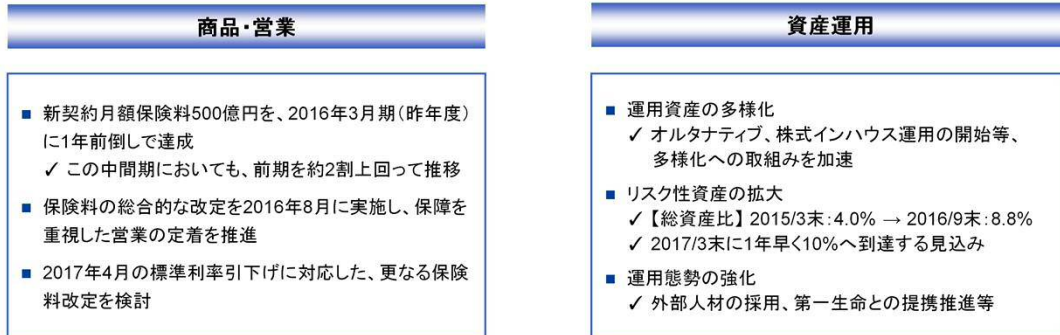 商品・営業
■ 新契約月額保険料500億円を、2016年3月期（昨年度）
に1年前倒しで達成
✓ この中間期においても、前期を約2割上回って推移
■ 保険料の総合的な改定を2016年8月に実施し、保障を
重視した営業の定着を推進
■ 2017年4月の標準利率引下げに対応した、更なる保険
料改定を検討
資産運用
■ 運用資産の多様化
✓ オルタナティブ、株式インハウス運用の開始等、
多様化への取組みを加速
■ リスク性資産の拡大
✓ 【総資産比】 2015/3末：4.0% → 2016/9末：8.8%
✓ 2017/3末に1年早く10%へ到達する見込み
■ 運用態勢の強化
✓ 外部人材の採用、第一生命との提携推進等